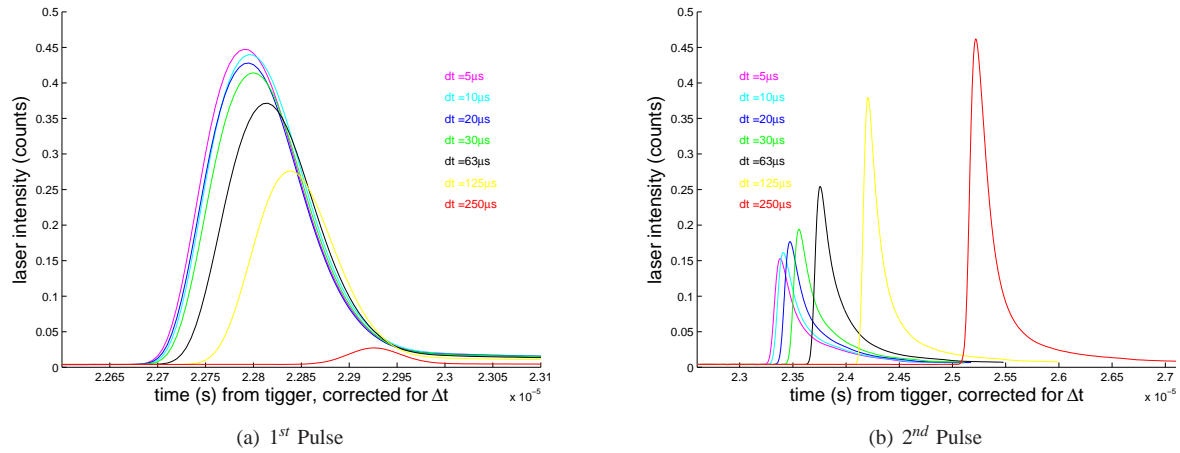 0.5
0.45
0.4
0.35
0.3
0.25
0.2
0.15
0.1
0.05
0
laser intensity (counts)
dt =5µs
dt =10µs
dt =20µs
dt =30µs
dt =63µs
dt =125µs
dt =250µs
2.265 2.27 2.275 2.28 2.285 2.29 2.295 2.3 2.305 2.31
x 10⁻⁵
time (s) from tigger, corrected for Δt
(a) 1st Pulse
0.5
0.45
0.4
0.35
0.3
0.25
0.2
0.15
0.1
0.05
0
laser intensity (counts)
dt =5µs
dt =10µs
dt =20µs
dt =30µs
dt =63µs
dt =125µs
dt =250µs
2.3 2.35 2.4 2.45 2.5 2.55 2.6 2.65 2.7
x 10⁻⁵
time (s) from tigger, corrected for Δt
(b) 2nd Pulse